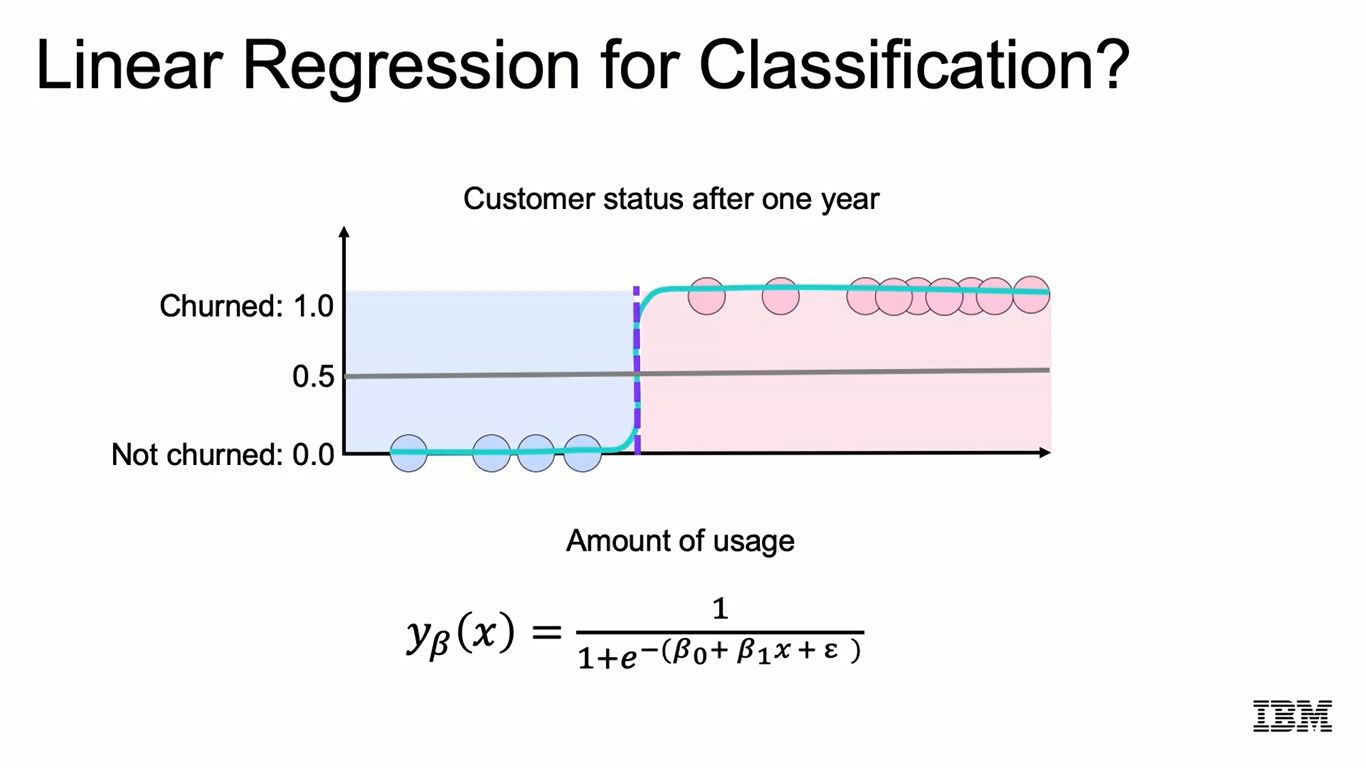 Linear Regression for Classification?
Customer status after one year
Churned: 1.0
0.5
Not churned: 0.0
Amount of usage
yβ(x) = 1 / 1+e^−(β0+ β1x + ε )
IBM